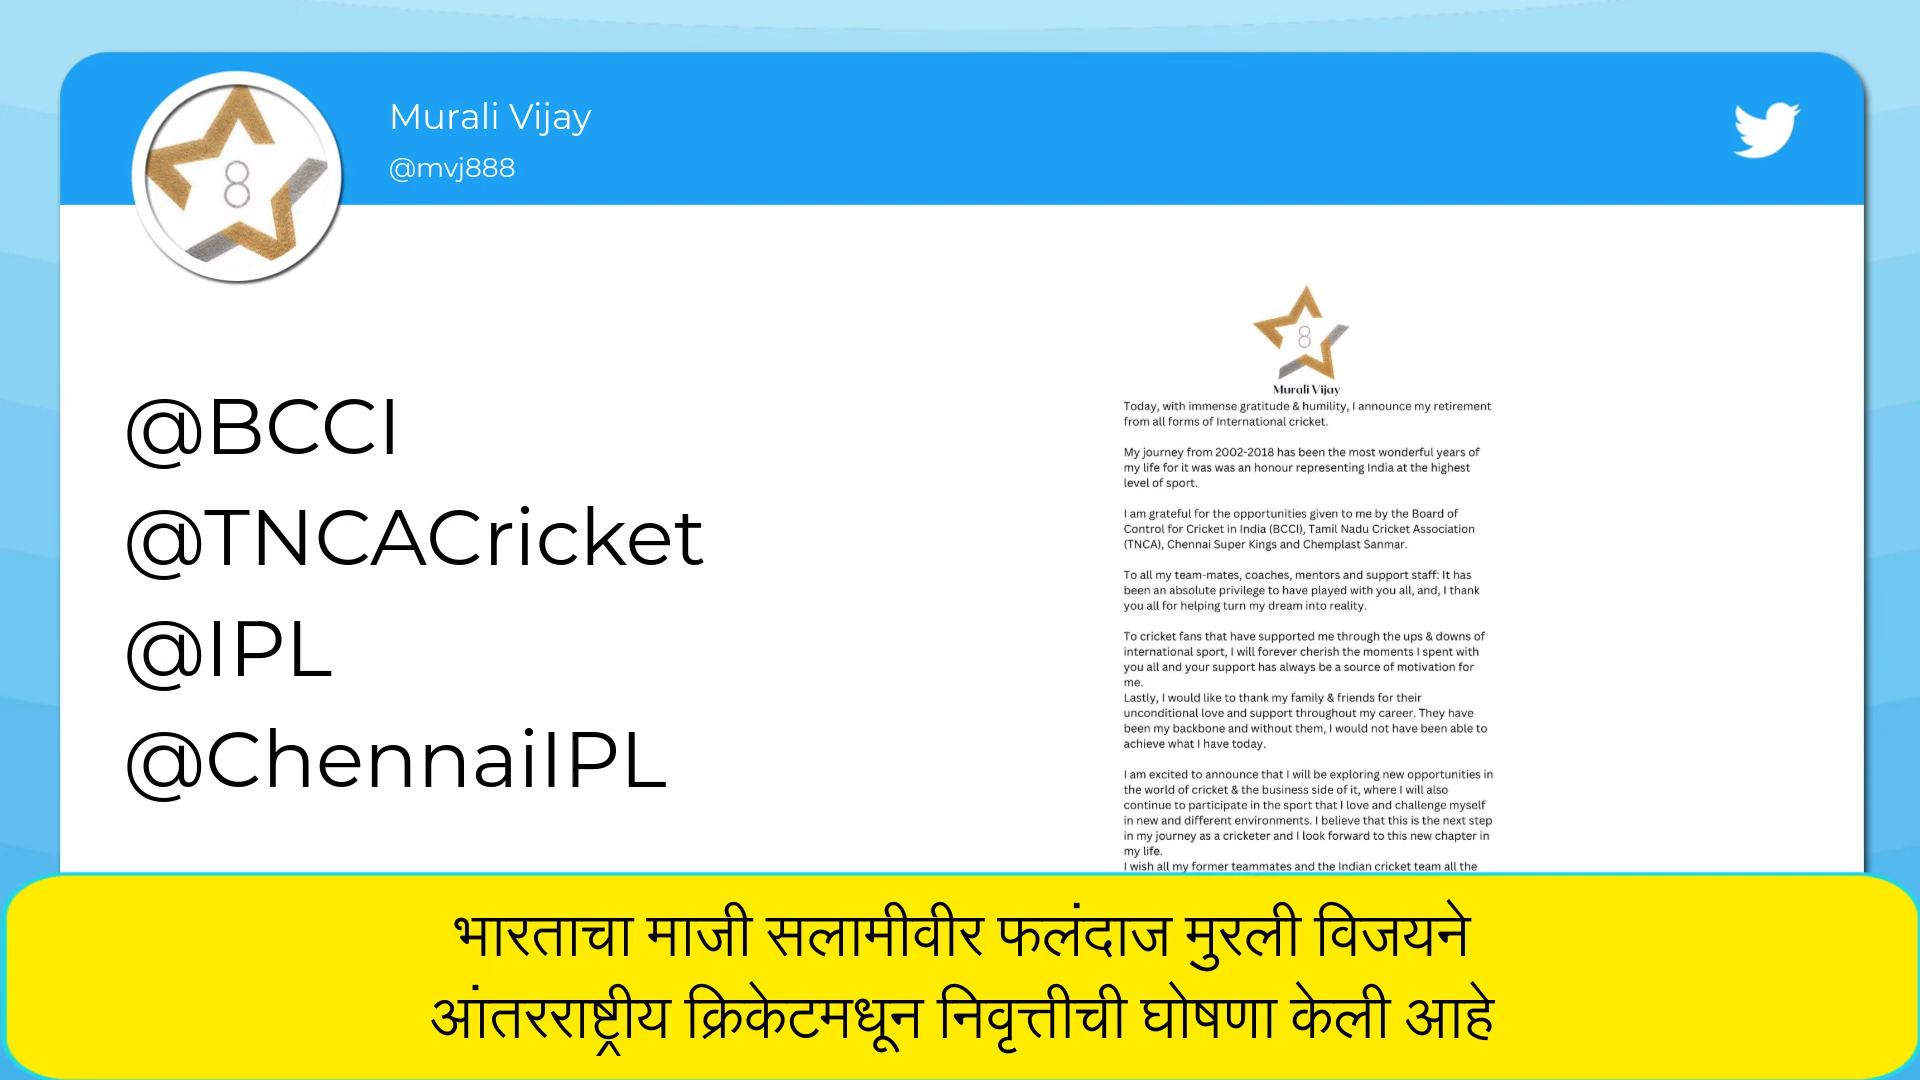 8
Murali Vijay
@mvj888
@BCCI
@TNCACricket
@IPL
@ChennaiIPL
8
Murali Vijay
Today, with immense gratitude & humility, I announce my retirement
from all forms of International cricket.
My journey from 2002-2018 has been the most wonderful years of
my life for it was was an honour representing India at the highest
level of sport.
I am grateful for the opportunities given to me by the Board of
Control for Cricket in India (BCCI), Tamil Nadu Cricket Association
(TNCA), Chennai Super Kings and Chemplast Sanmar.
To all my team-mates, coaches, mentors and support staff: It has
been an absolute privilege to have played with you all, and, I thank
you all for helping turn my dream into reality.
To cricket fans that have supported me through the ups & downs of
international sport, I will forever cherish the moments I spent with
you all and your support has always be a source of motivation for
me.
Lastly, I would like to thank my family & friends for their
unconditional love and support throughout my career. They have
been my backbone and without them, I would not have been able to
achieve what I have today.
I am excited to announce that I will be exploring new opportunities in
the world of cricket & the business side of it, where I will also
continue to participate in the sport that I love and challenge myself
in new and different environments. I believe that this is the next step
in my journey as a cricketer and I look forward to this new chapter in
my life.
I wish all my former teammates and the Indian cricket team all the
भारताचा माजी सलामीवीर फलंदाज मुरली विजयने
आंतरराष्ट्रीय क्रिकेटमधून निवृत्तीची घोषणा केली आहे